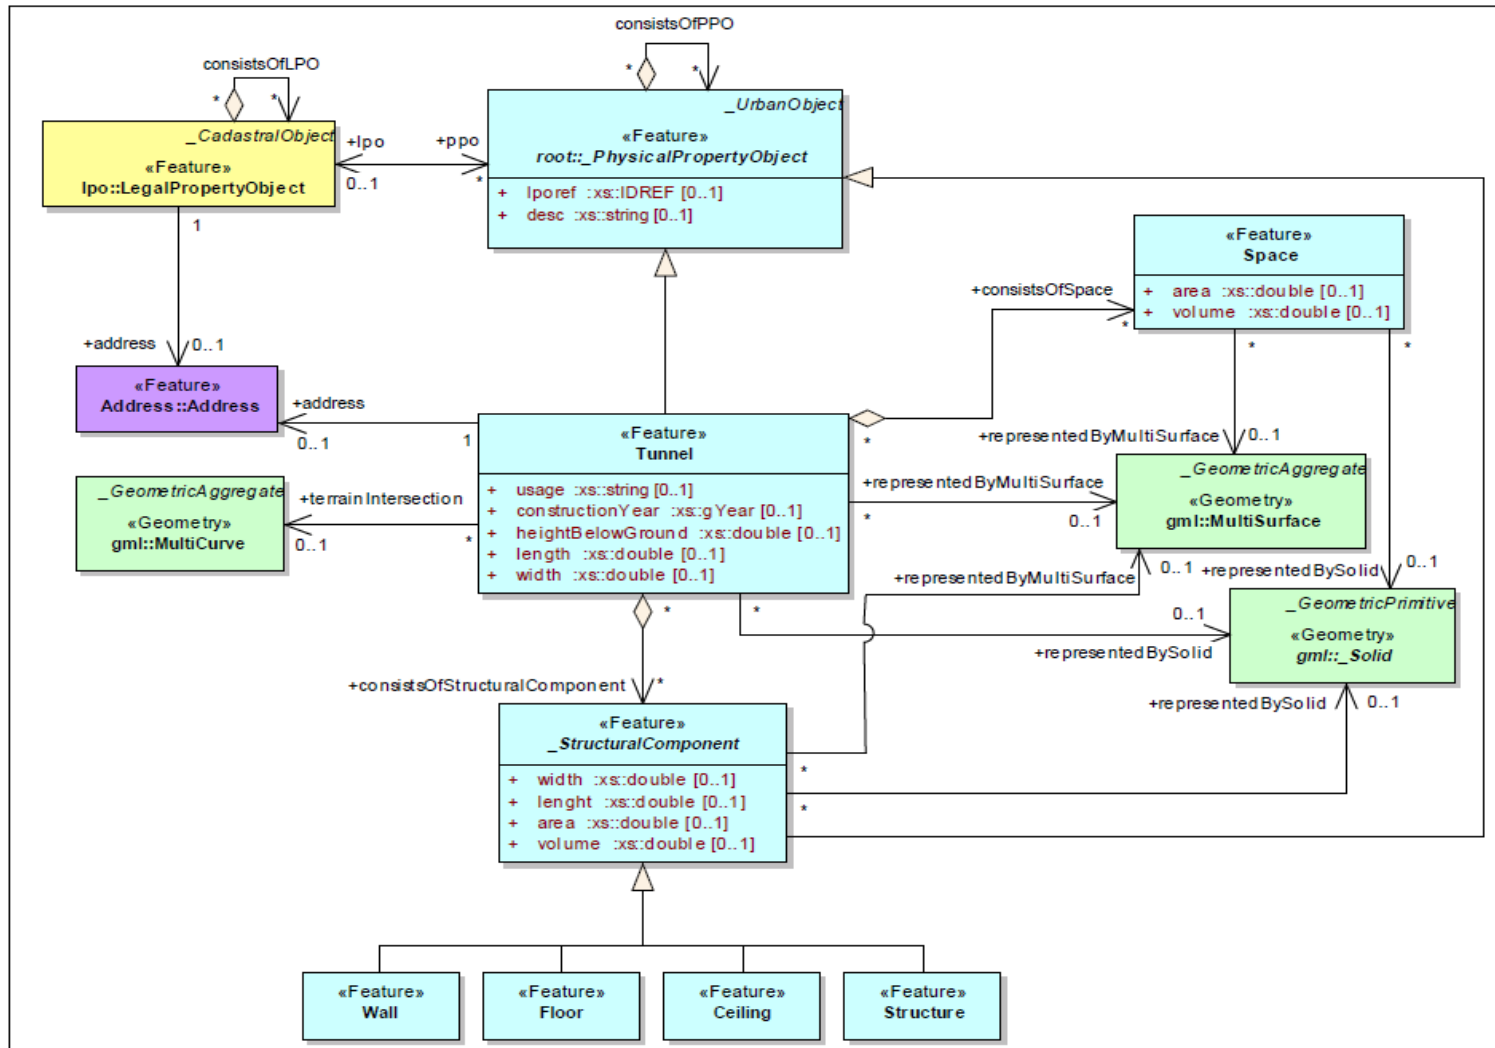 consistsOfPPO
*
*
consistsOfLPO
*
*
_UrbanObject
«Feature»
root::_PhysicalPropertyObject
+ lporef :xs::IDREF [0..1]
+ desc :xs::string [0..1]
_CadastralObject
«Feature»
lpo::LegalPropertyObject
+lpo
0..1
+ppo
*
1
+address
0..1
«Feature»
Space
+ area :xs::double [0..1]
+ volume :xs::double [0..1]
+consistsOfSpace
*
*
*
«Feature»
Address::Address
+address
0..1
1
«Feature»
Tunnel
+ usage :xs::string [0..1]
+ constructionYear :xs::gYear [0..1]
+ heightBelowGround :xs::double [0..1]
+ length :xs::double [0..1]
+ width :xs::double [0..1]
*
+representedByMultiSurface
0..1
_GeometricAggregate
«Geometry»
gml::MultiSurface
+representedByMultiSurface
*
0..1
_GeometricAggregate
«Geometry»
gml::MultiCurve
+terrainIntersection
0..1
*
+representedByMultiSurface
0..1
+representedBySolid
0..1
_GeometricPrimitive
«Geometry»
gml::_Solid
*
*
0..1
+representedBySolid
+representedBySolid
0..1
+consistsOfStructuralComponent
*
«Feature»
_StructuralComponent
+ width :xs::double [0..1]
+ lenght :xs::double [0..1]
+ area :xs::double [0..1]
+ volume :xs::double [0..1]
*
*
«Feature»
Wall
«Feature»
Floor
«Feature»
Ceiling
«Feature»
Structure